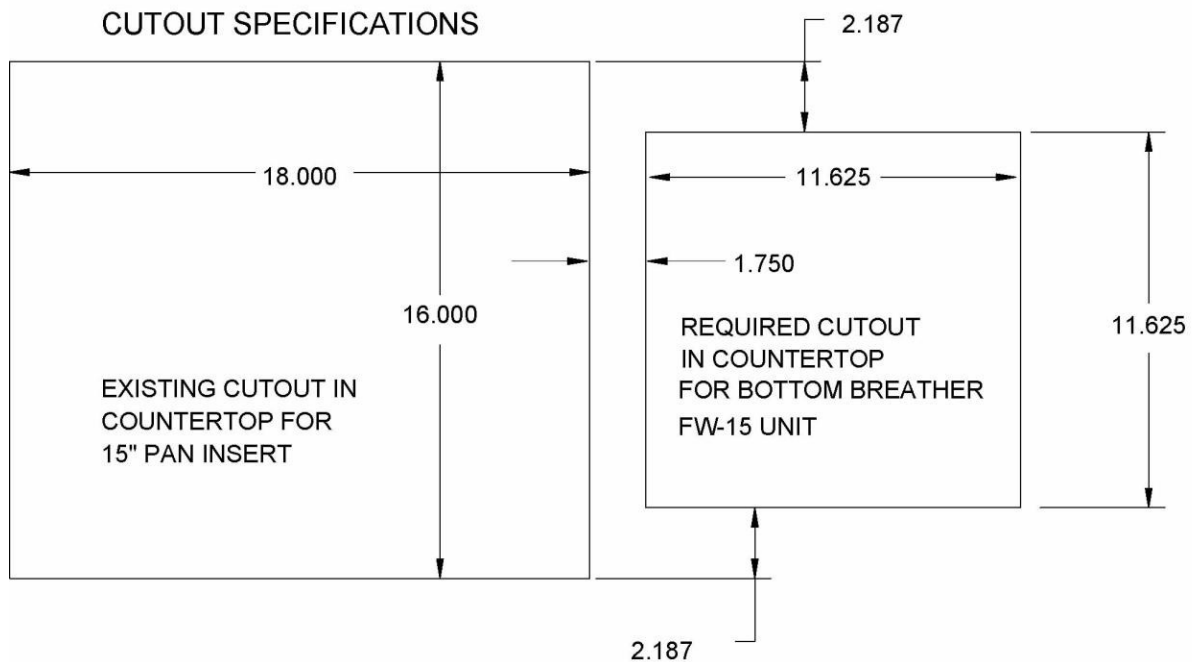 CUTOUT SPECIFICATIONS
2.187
18.000
11.625
1.750
16.000
11.625
REQUIRED CUTOUT
IN COUNTERTOP
FOR BOTTOM BREATHER
FW-15 UNIT
EXISTING CUTOUT IN
COUNTERTOP FOR
15" PAN INSERT
2.187